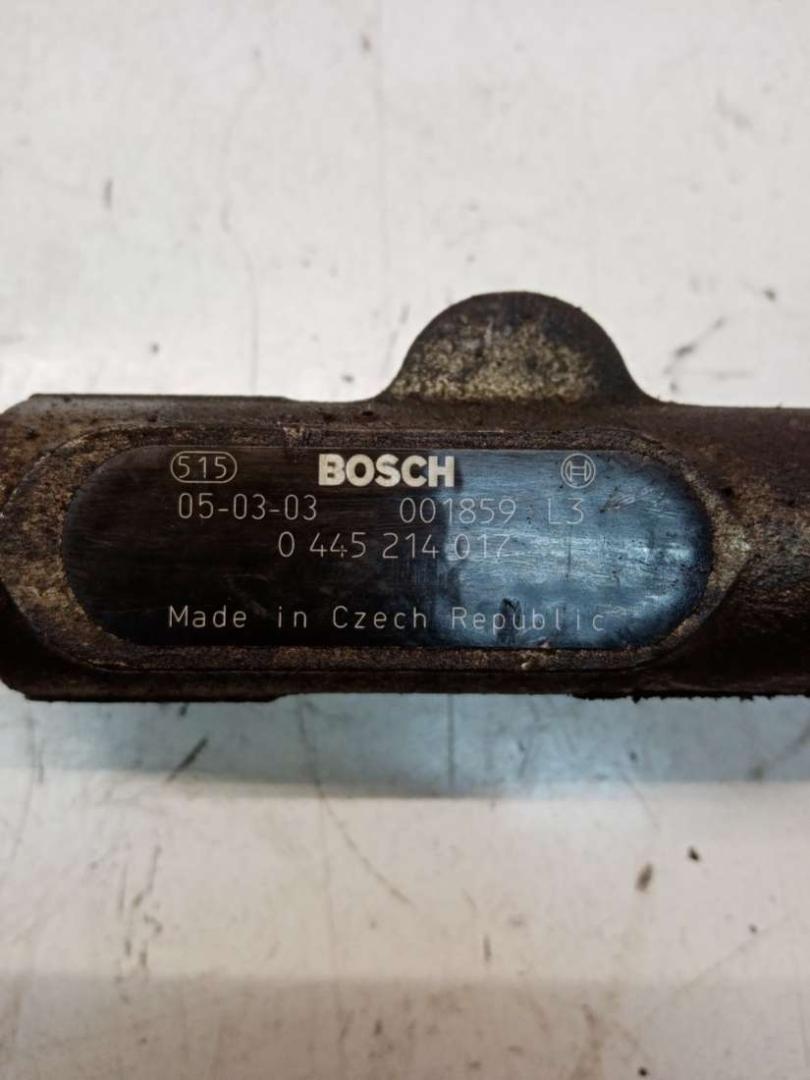 515 BOSCH
05-03-03 001859 L3
0 445 214 017
Made in Czech Republic